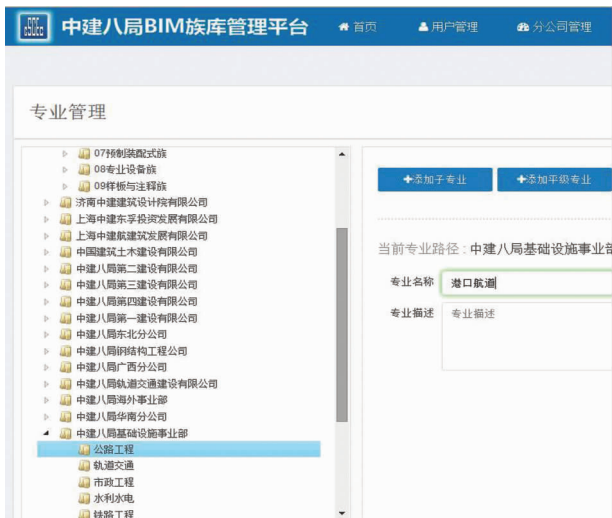 中建八局BIM族库管理平台
首页
用户管理
分公司管理
专业管理
07预制装配式族
08专业设备族
09样板与注释族
济南中建建筑设计院有限公司
上海中建东孚投资发展有限公司
上海中建航建筑发展有限公司
中国建筑土木建设有限公司
中建八局第二建设有限公司
中建八局第三建设有限公司
中建八局第四建设有限公司
中建八局第一建设有限公司
中建八局东北分公司
中建八局钢结构工程公司
中建八局广西分公司
中建八局轨道交通建设有限公司
中建八局海外事业部
中建八局华南分公司
中建八局基础设施事业部
公路工程
轨道交通
市政工程
水利水电
铁路工程
+添加子专业
+添加平级专业
当前专业路径：中建八局基础设施事业部
专业名称 港口航道
专业描述 专业描述